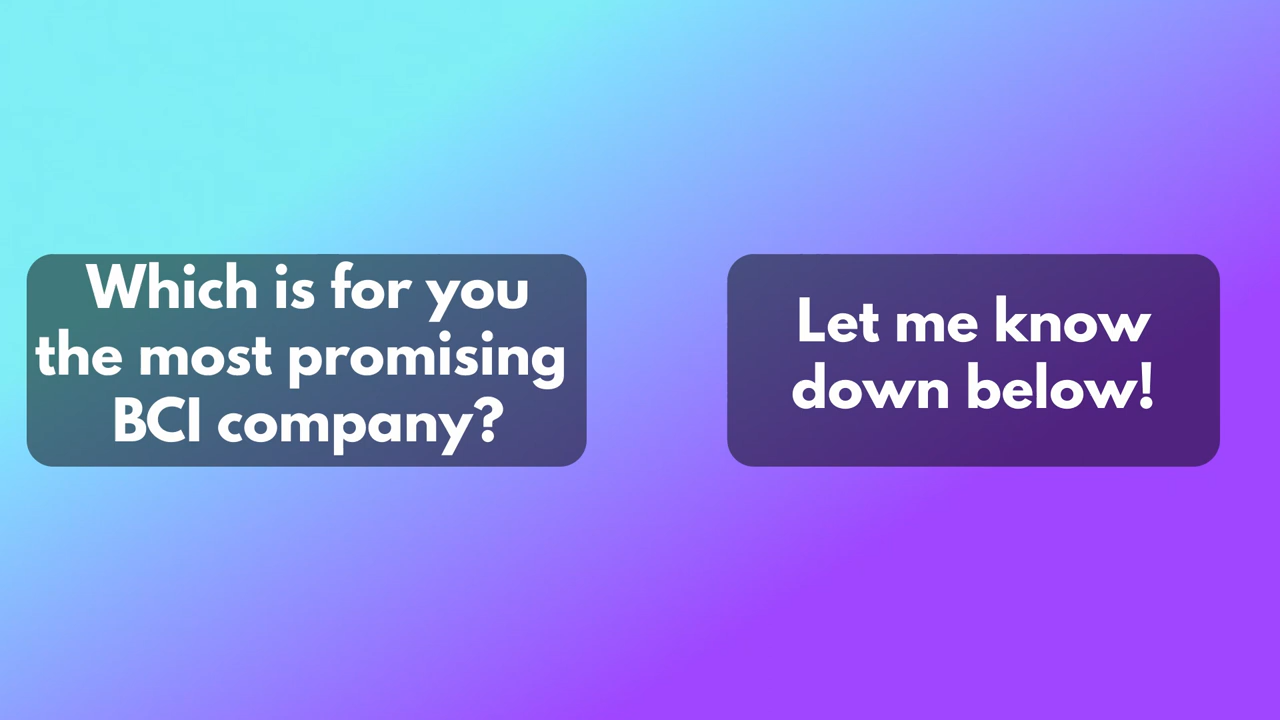 Which is for you
the most promising
BCI company?
Let me know
down below!